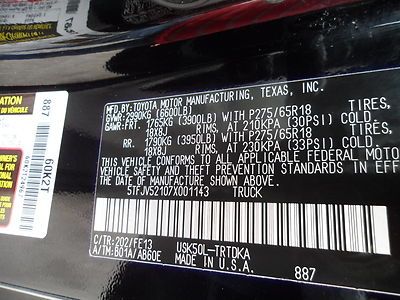 MFD.BY: TOYOTA MOTOR MANUFACTURING, TEXAS, INC.
GVWR: 2990KG (6600LB)
GAWR: FRT. 1765KG (3900LB) WITH P275/65R18 TIRES,
18X8J RIMS, AT 230KPA (30PSI) COLD.
RR. 1790KG (3950LB) WITH P275/65R18 TIRES,
18X8J RIMS, AT 230KPA (33PSI) COLD.
THIS VEHICLE CONFORMS TO ALL APPLICABLE FEDERAL MOTO
VEHICLE SAFETY AND THEFT PREVENTION STANDARDS IN EFFE
THE DATE OF MANUFACTURE SHOWN ABOVE.
5TFJV52107X001143 TRUCK
C/TR: 202/FE13 USK50L-TRTDKA
A/TM: B01A/AB60E MADE IN U.S.A. 887
887
60K2T